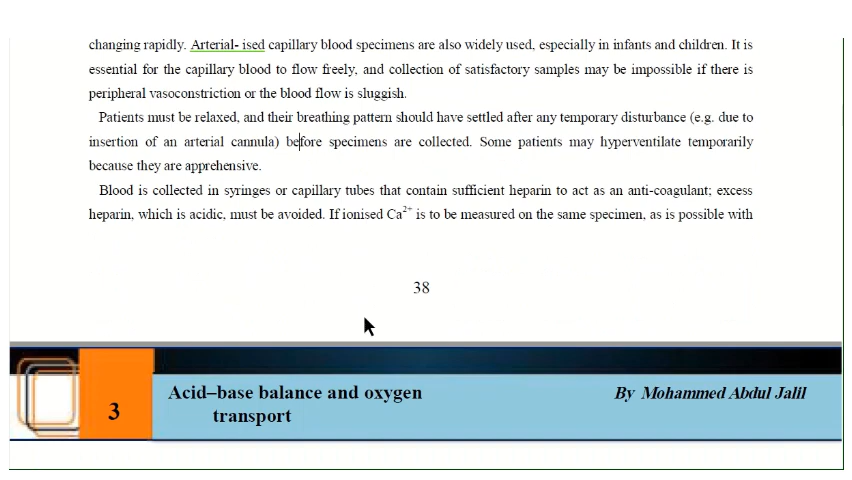 changing rapidly. Arterial- ised capillary blood specimens are also widely used, especially in infants and children. It is
essential for the capillary blood to flow freely, and collection of satisfactory samples may be impossible if there is
peripheral vasoconstriction or the blood flow is sluggish.
Patients must be relaxed, and their breathing pattern should have settled after any temporary disturbance (e.g. due to
insertion of an arterial cannula) before specimens are collected. Some patients may hyperventilate temporarily
because they are apprehensive.
Blood is collected in syringes or capillary tubes that contain sufficient heparin to act as an anti-coagulant; excess
heparin, which is acidic, must be avoided. If ionised Ca²⁺ is to be measured on the same specimen, as is possible with
38
3
Acid–base balance and oxygen
transport
By Mohammed Abdul Jalil